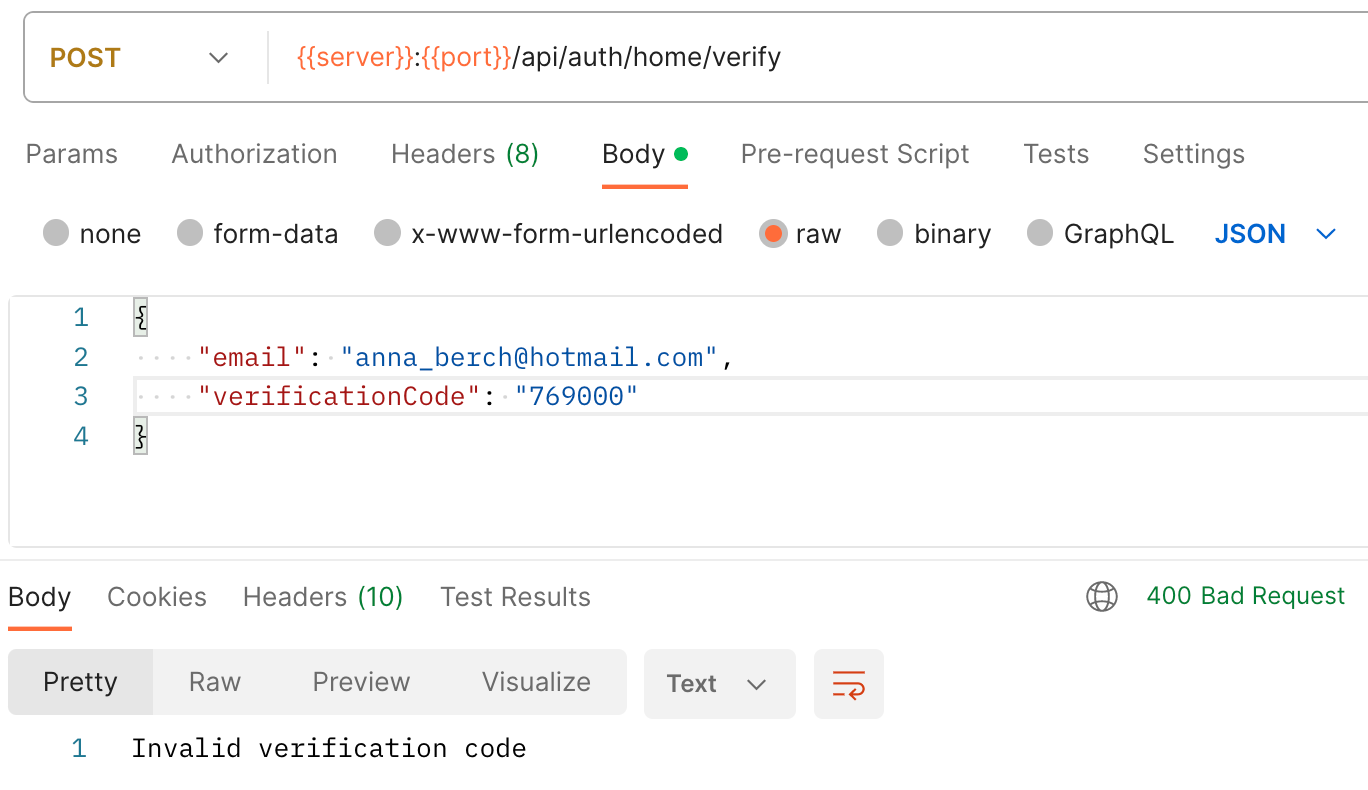 POST {{server}}:{{port}}/api/auth/home/verify
Params Authorization Headers (8) Body Pre-request Script Tests Settings
none form-data x-www-form-urlencoded raw binary GraphQL JSON
1 {
2 "email": "anna_berch@hotmail.com",
3 "verificationCode": "769000"
4 }
Body Cookies Headers (10) Test Results 400 Bad Request
Pretty Raw Preview Visualize Text
1 Invalid verification code